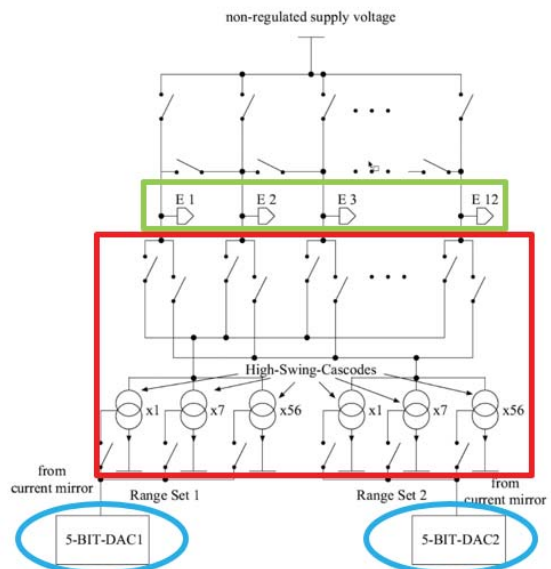 non-regulated supply voltage
E 1 E 2 E 3 E 12
High-Swing-Cascodes
x1 x7 x56 x1 x7 x56
from
current mirror
Range Set 1 Range Set 2
from
current mirror
5-BIT-DAC1 5-BIT-DAC2